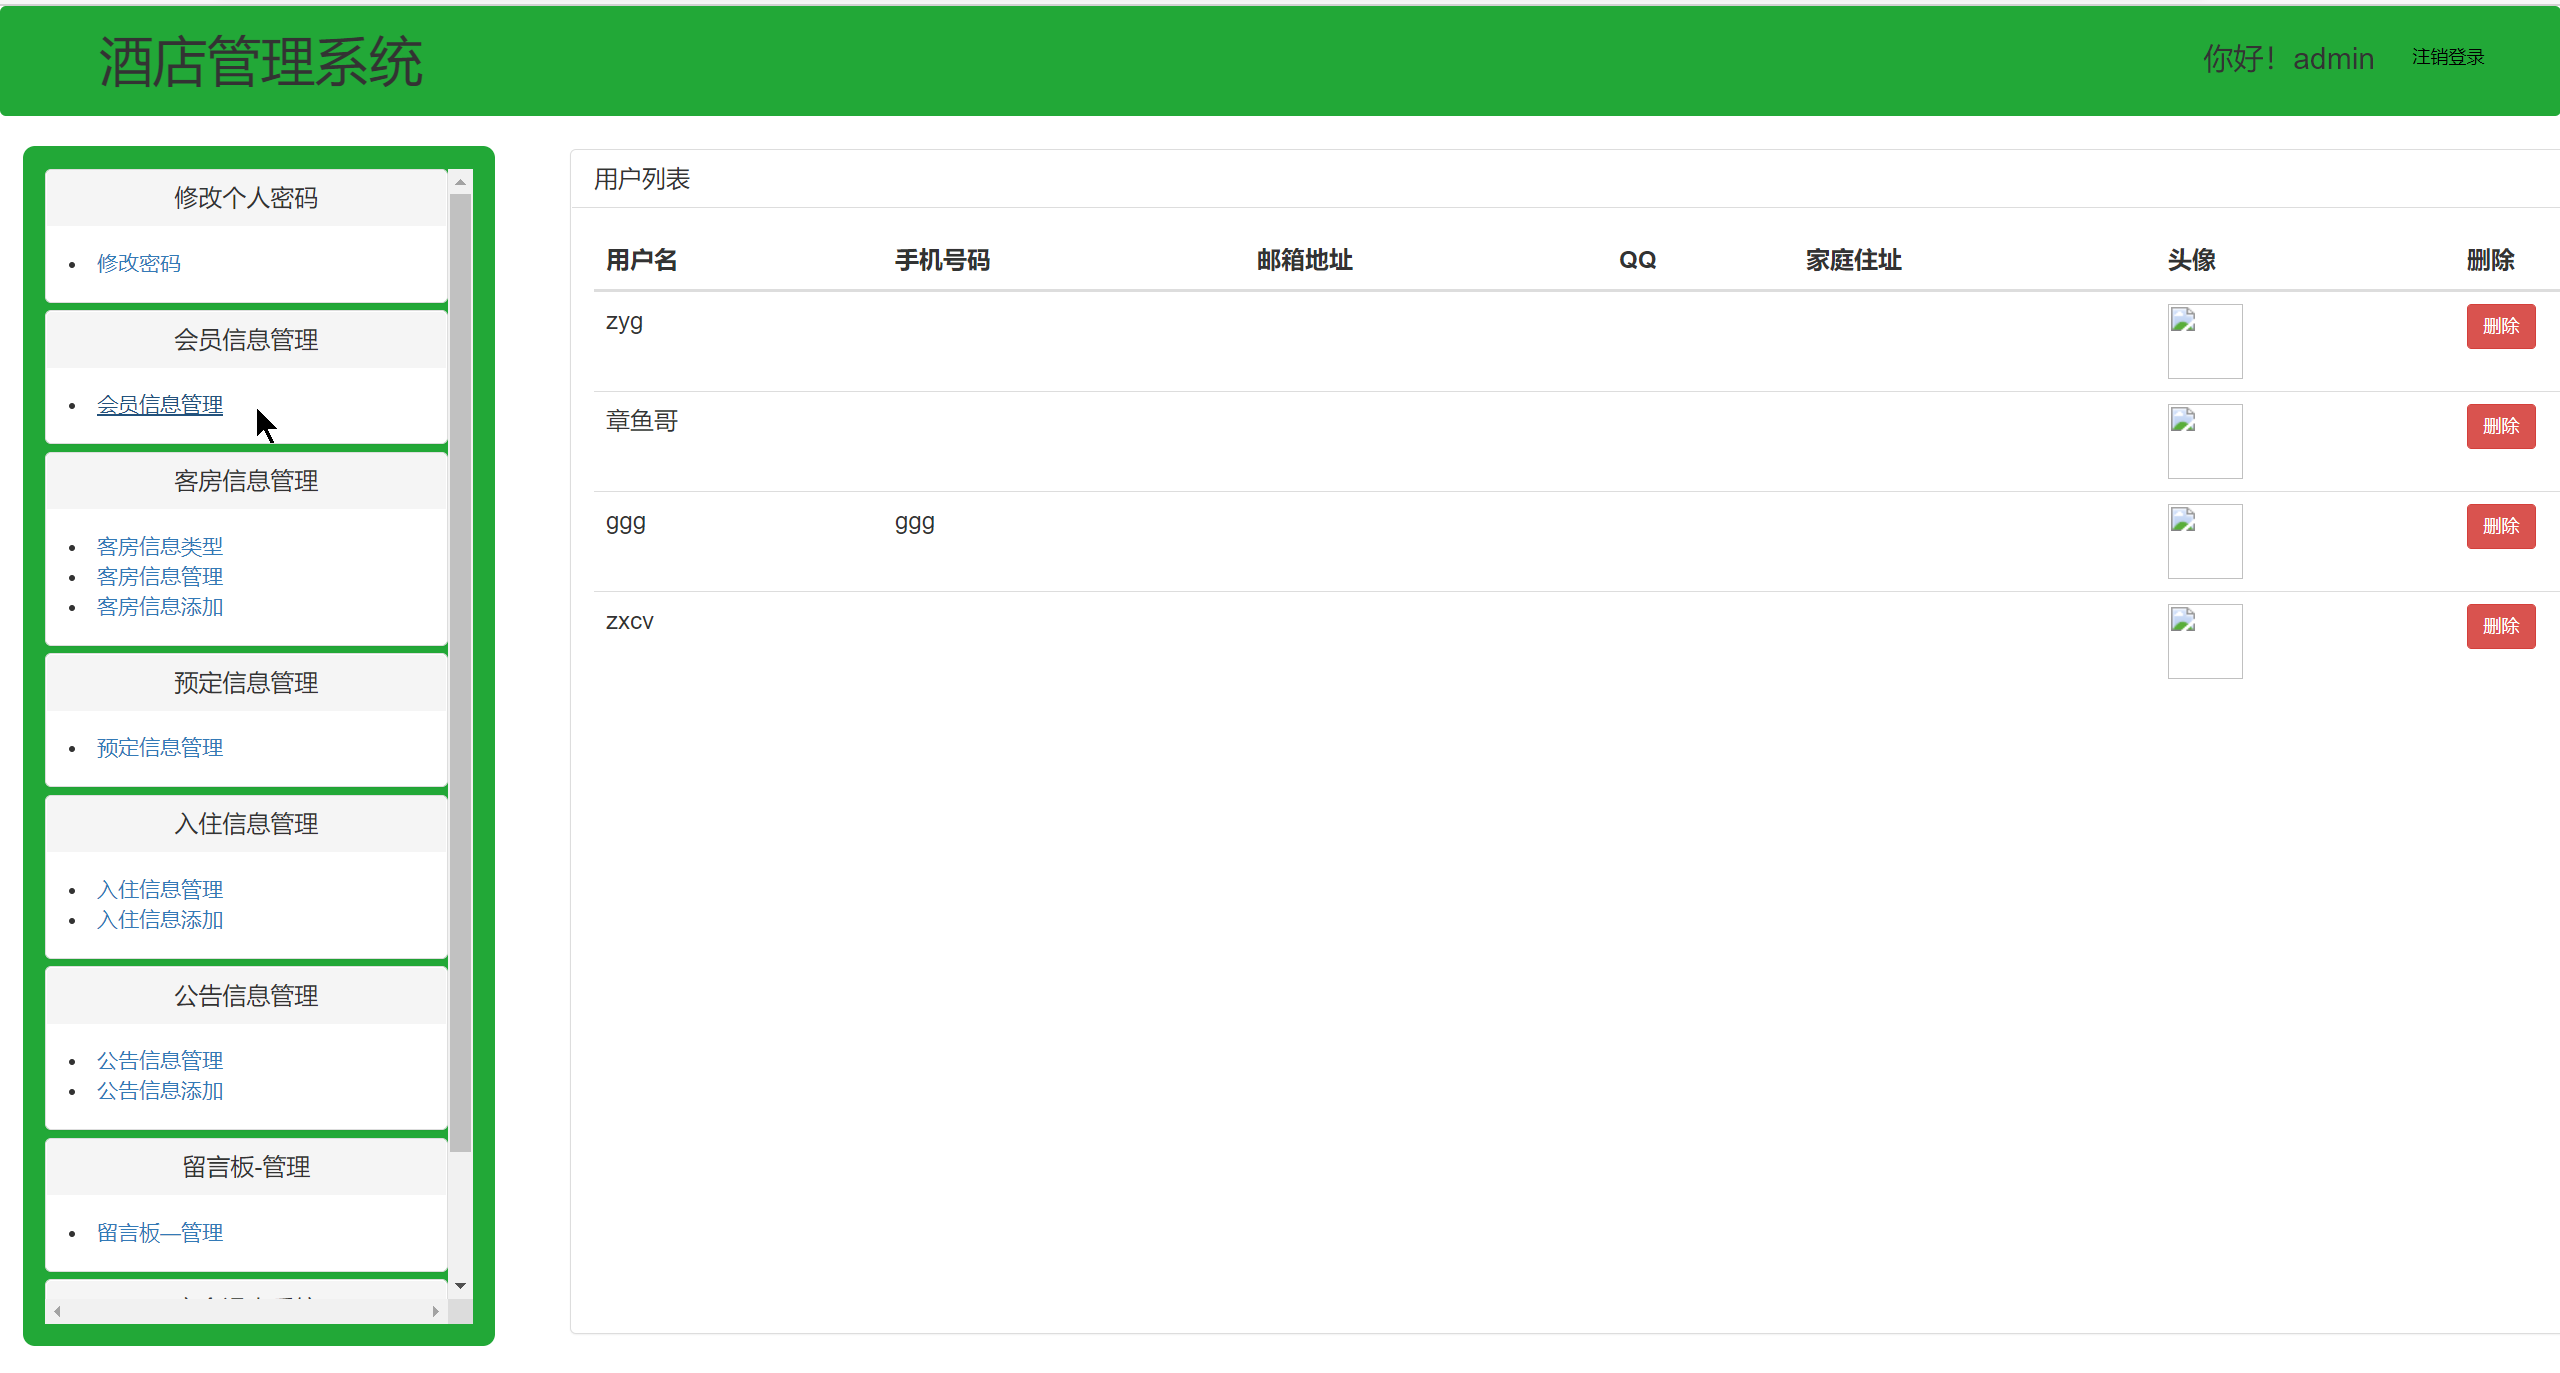 酒店管理系统
你好！admin 注销登录
修改个人密码
修改密码
会员信息管理
会员信息管理
客房信息管理
客房信息类型
客房信息管理
客房信息添加
预定信息管理
预定信息管理
入住信息管理
入住信息管理
入住信息添加
公告信息管理
公告信息管理
公告信息添加
留言板-管理
留言板—管理
用户列表
用户名 手机号码 邮箱地址 QQ 家庭住址 头像 删除
zyg 删除
章鱼哥 删除
ggg ggg 删除
zxcv 删除